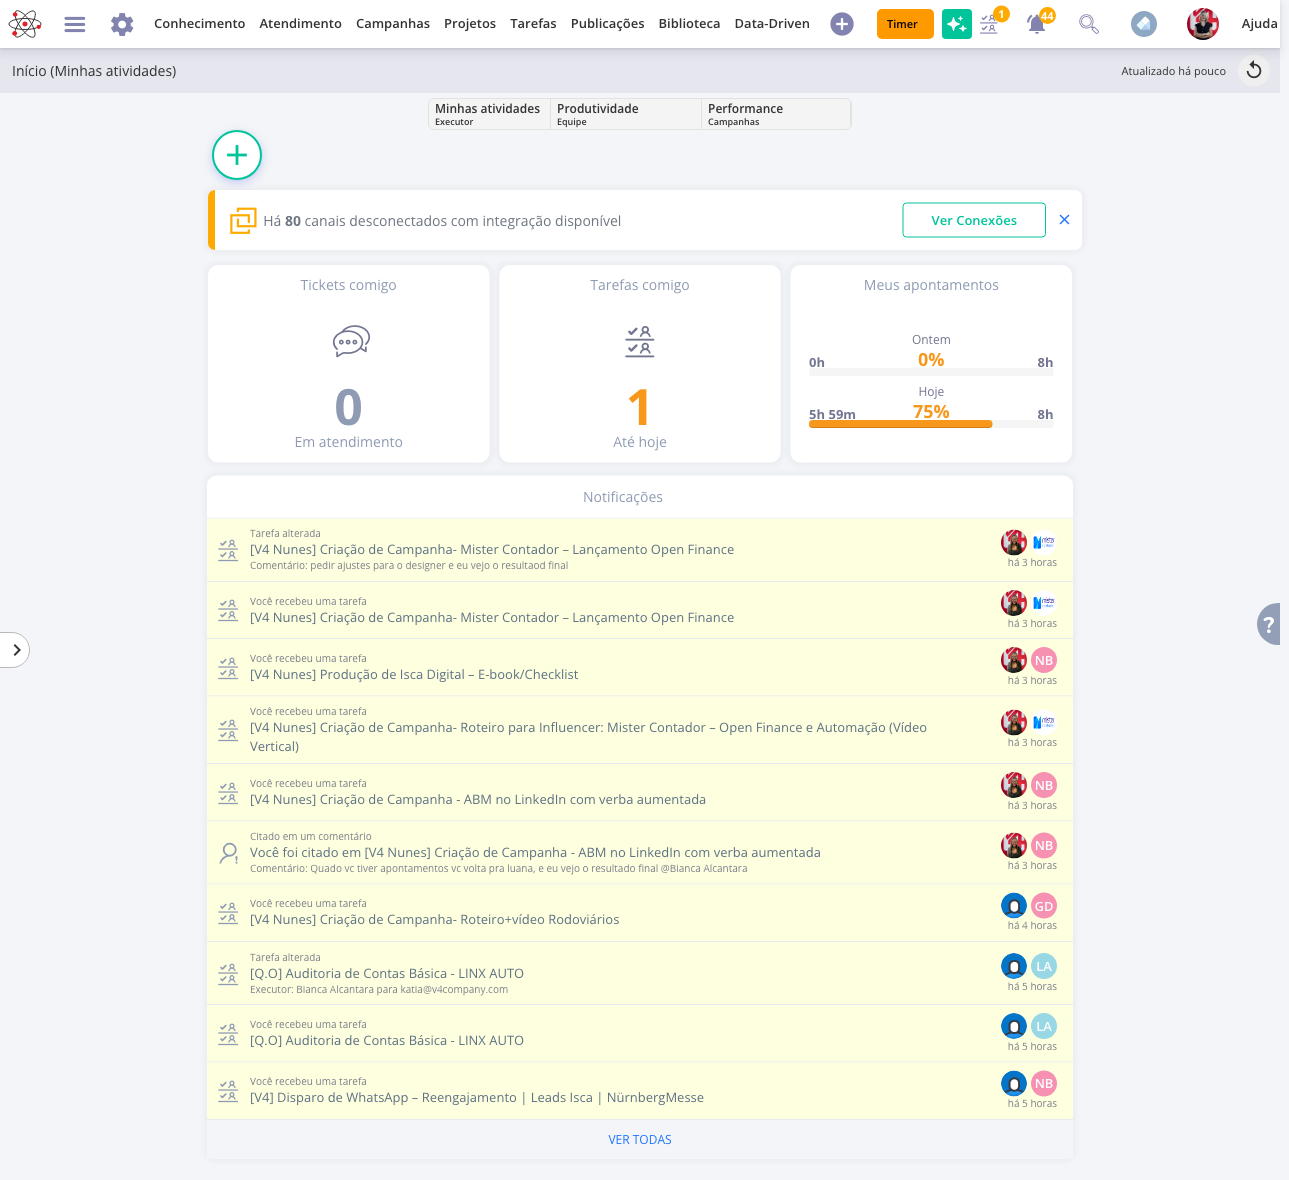 Conhecimento Atendimento Campanhas Projetos Tarefas Publicações Biblioteca Data-Driven Timer 1 44 Ajuda
Início (Minhas atividades) Atualizado há pouco
Minhas atividades Produtividade Performance
Executor Equipe Campanhas
Há 80 canais desconectados com integração disponível Ver Conexões
Tickets comigo
0
Em atendimento
Tarefas comigo
1
Até hoje
Meus apontamentos
Ontem
0h 0% 8h
Hoje
5h 59m 75% 8h
Notificações
Tarefa alterada
[V4 Nunes] Criação de Campanha- Mister Contador – Lançamento Open Finance
Comentário: pedir ajustes para o designer e eu vejo o resultaod final
há 3 horas
Você recebeu uma tarefa
[V4 Nunes] Criação de Campanha- Mister Contador – Lançamento Open Finance
há 3 horas
Você recebeu uma tarefa
[V4 Nunes] Produção de Isca Digital – E-book/Checklist
NB
há 3 horas
Você recebeu uma tarefa
[V4 Nunes] Criação de Campanha- Roteiro para Influencer: Mister Contador – Open Finance e Automação (Vídeo
Vertical)
há 3 horas
Você recebeu uma tarefa
[V4 Nunes] Criação de Campanha - ABM no LinkedIn com verba aumentada
NB
há 3 horas
Citado em um comentário
Você foi citado em [V4 Nunes] Criação de Campanha - ABM no LinkedIn com verba aumentada
Comentário: Quado vc tiver apontamentos vc volta pra luana, e eu vejo o resultado final @Bianca Alcantara
NB
há 3 horas
Você recebeu uma tarefa
[V4 Nunes] Criação de Campanha- Roteiro+vídeo Rodoviários
GD
há 4 horas
Tarefa alterada
[Q.O] Auditoria de Contas Básica - LINX AUTO
Executor: Bianca Alcantara para katia@v4company.com
LA
há 5 horas
Você recebeu uma tarefa
[Q.O] Auditoria de Contas Básica - LINX AUTO
LA
há 5 horas
Você recebeu uma tarefa
[V4] Disparo de WhatsApp – Reengajamento | Leads Isca | NürnbergMesse
NB
há 5 horas
VER TODAS
?